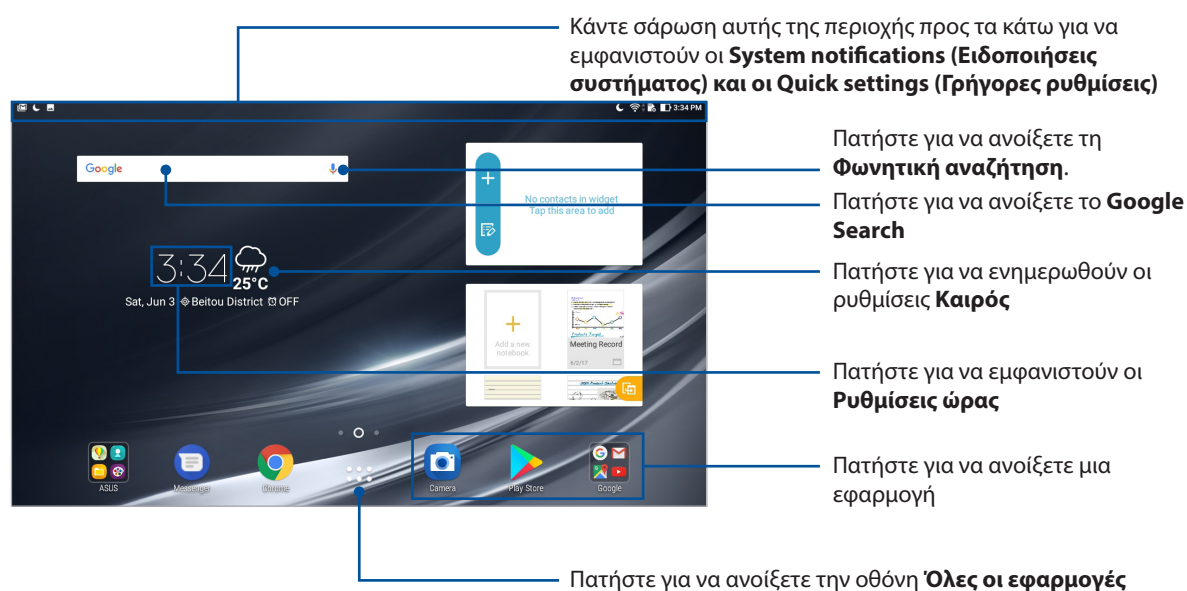 Κάντε σάρωση αυτής της περιοχής προς τα κάτω για να
εμφανιστούν οι System notifications (Ειδοποιήσεις
συστήματος) και οι Quick settings (Γρήγορες ρυθμίσεις)
3:34 PM
Πατήστε για να ανοίξετε τη
Φωνητική αναζήτηση.
Google
Πατήστε για να ανοίξετε το Google
Search
No contacts in widget
Tap this area to add
3:34
25°C
Sat, Jun 3 Beitou District OFF
Πατήστε για να ενημερωθούν οι
ρυθμίσεις Καιρός
Add a new
notebook
Meeting Record
6/2/17
Πατήστε για να εμφανιστούν οι
Ρυθμίσεις ώρας
ASUS
Messenger
Chrome
Camera
Play Store
Google
Πατήστε για να ανοίξετε μια
εφαρμογή
Πατήστε για να ανοίξετε την οθόνη Όλες οι εφαρμογές